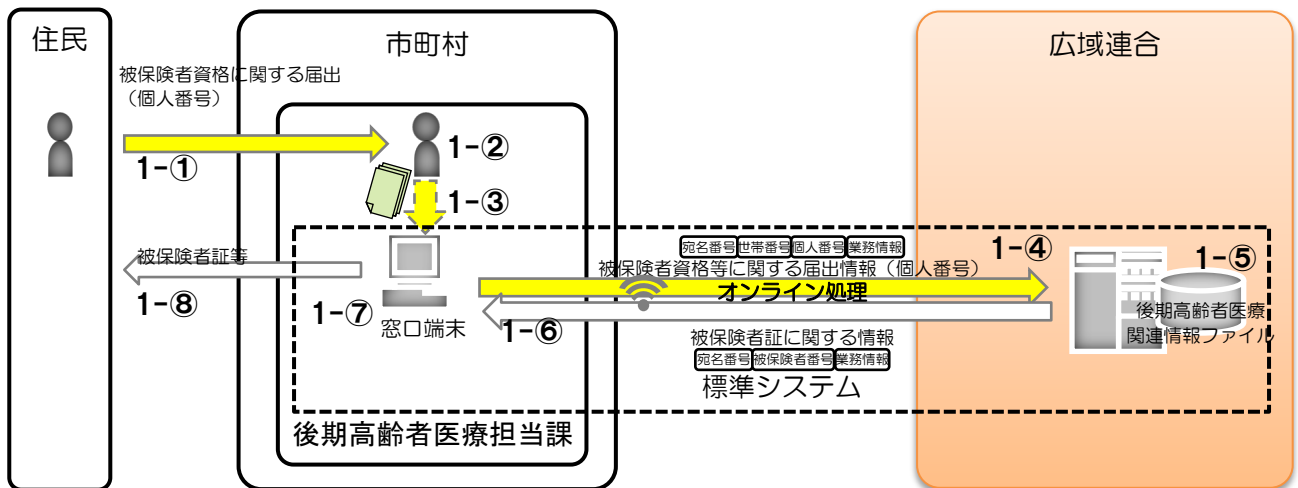 住民
市町村
広域連合
被保険者資格に関する届出
（個人番号）
1-①
1-②
1-③
宛名番号 世帯番号 個人番号 業務情報
1-④
被保険者資格等に関する届出情報（個人番号）
オンライン処理
1-⑤
後期高齢者医療
関連情報ファイル
被保険者証等
1-⑧
1-⑦
窓口端末
1-⑥
被保険者証に関する情報
宛名番号 被保険者番号 業務情報
標準システム
後期高齢者医療担当課